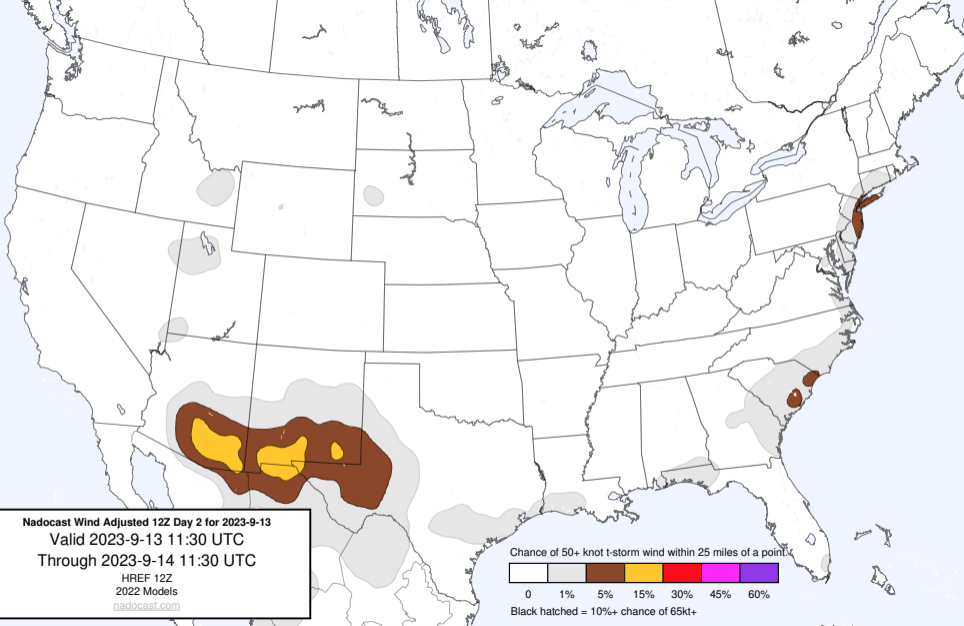 Nadocast Wind Adjusted 12Z Day 2 for 2023-9-13
Valid 2023-9-13 11:30 UTC
Through 2023-9-14 11:30 UTC
HREF 12Z
2022 Models
nadocast.com
Chance of 50+ knot t-storm wind within 25 miles of a point.
0 1% 5% 15% 30% 45% 60%
Black hatched = 10%+ chance of 65kt+